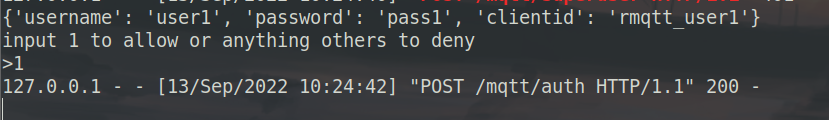 {'username': 'user1', 'password': 'pass1', 'clientid': 'rmqtt_user1'}
input 1 to allow or anything others to deny
>1
127.0.0.1 - - [13/Sep/2022 10:24:42] "POST /mqtt/auth HTTP/1.1" 200 -